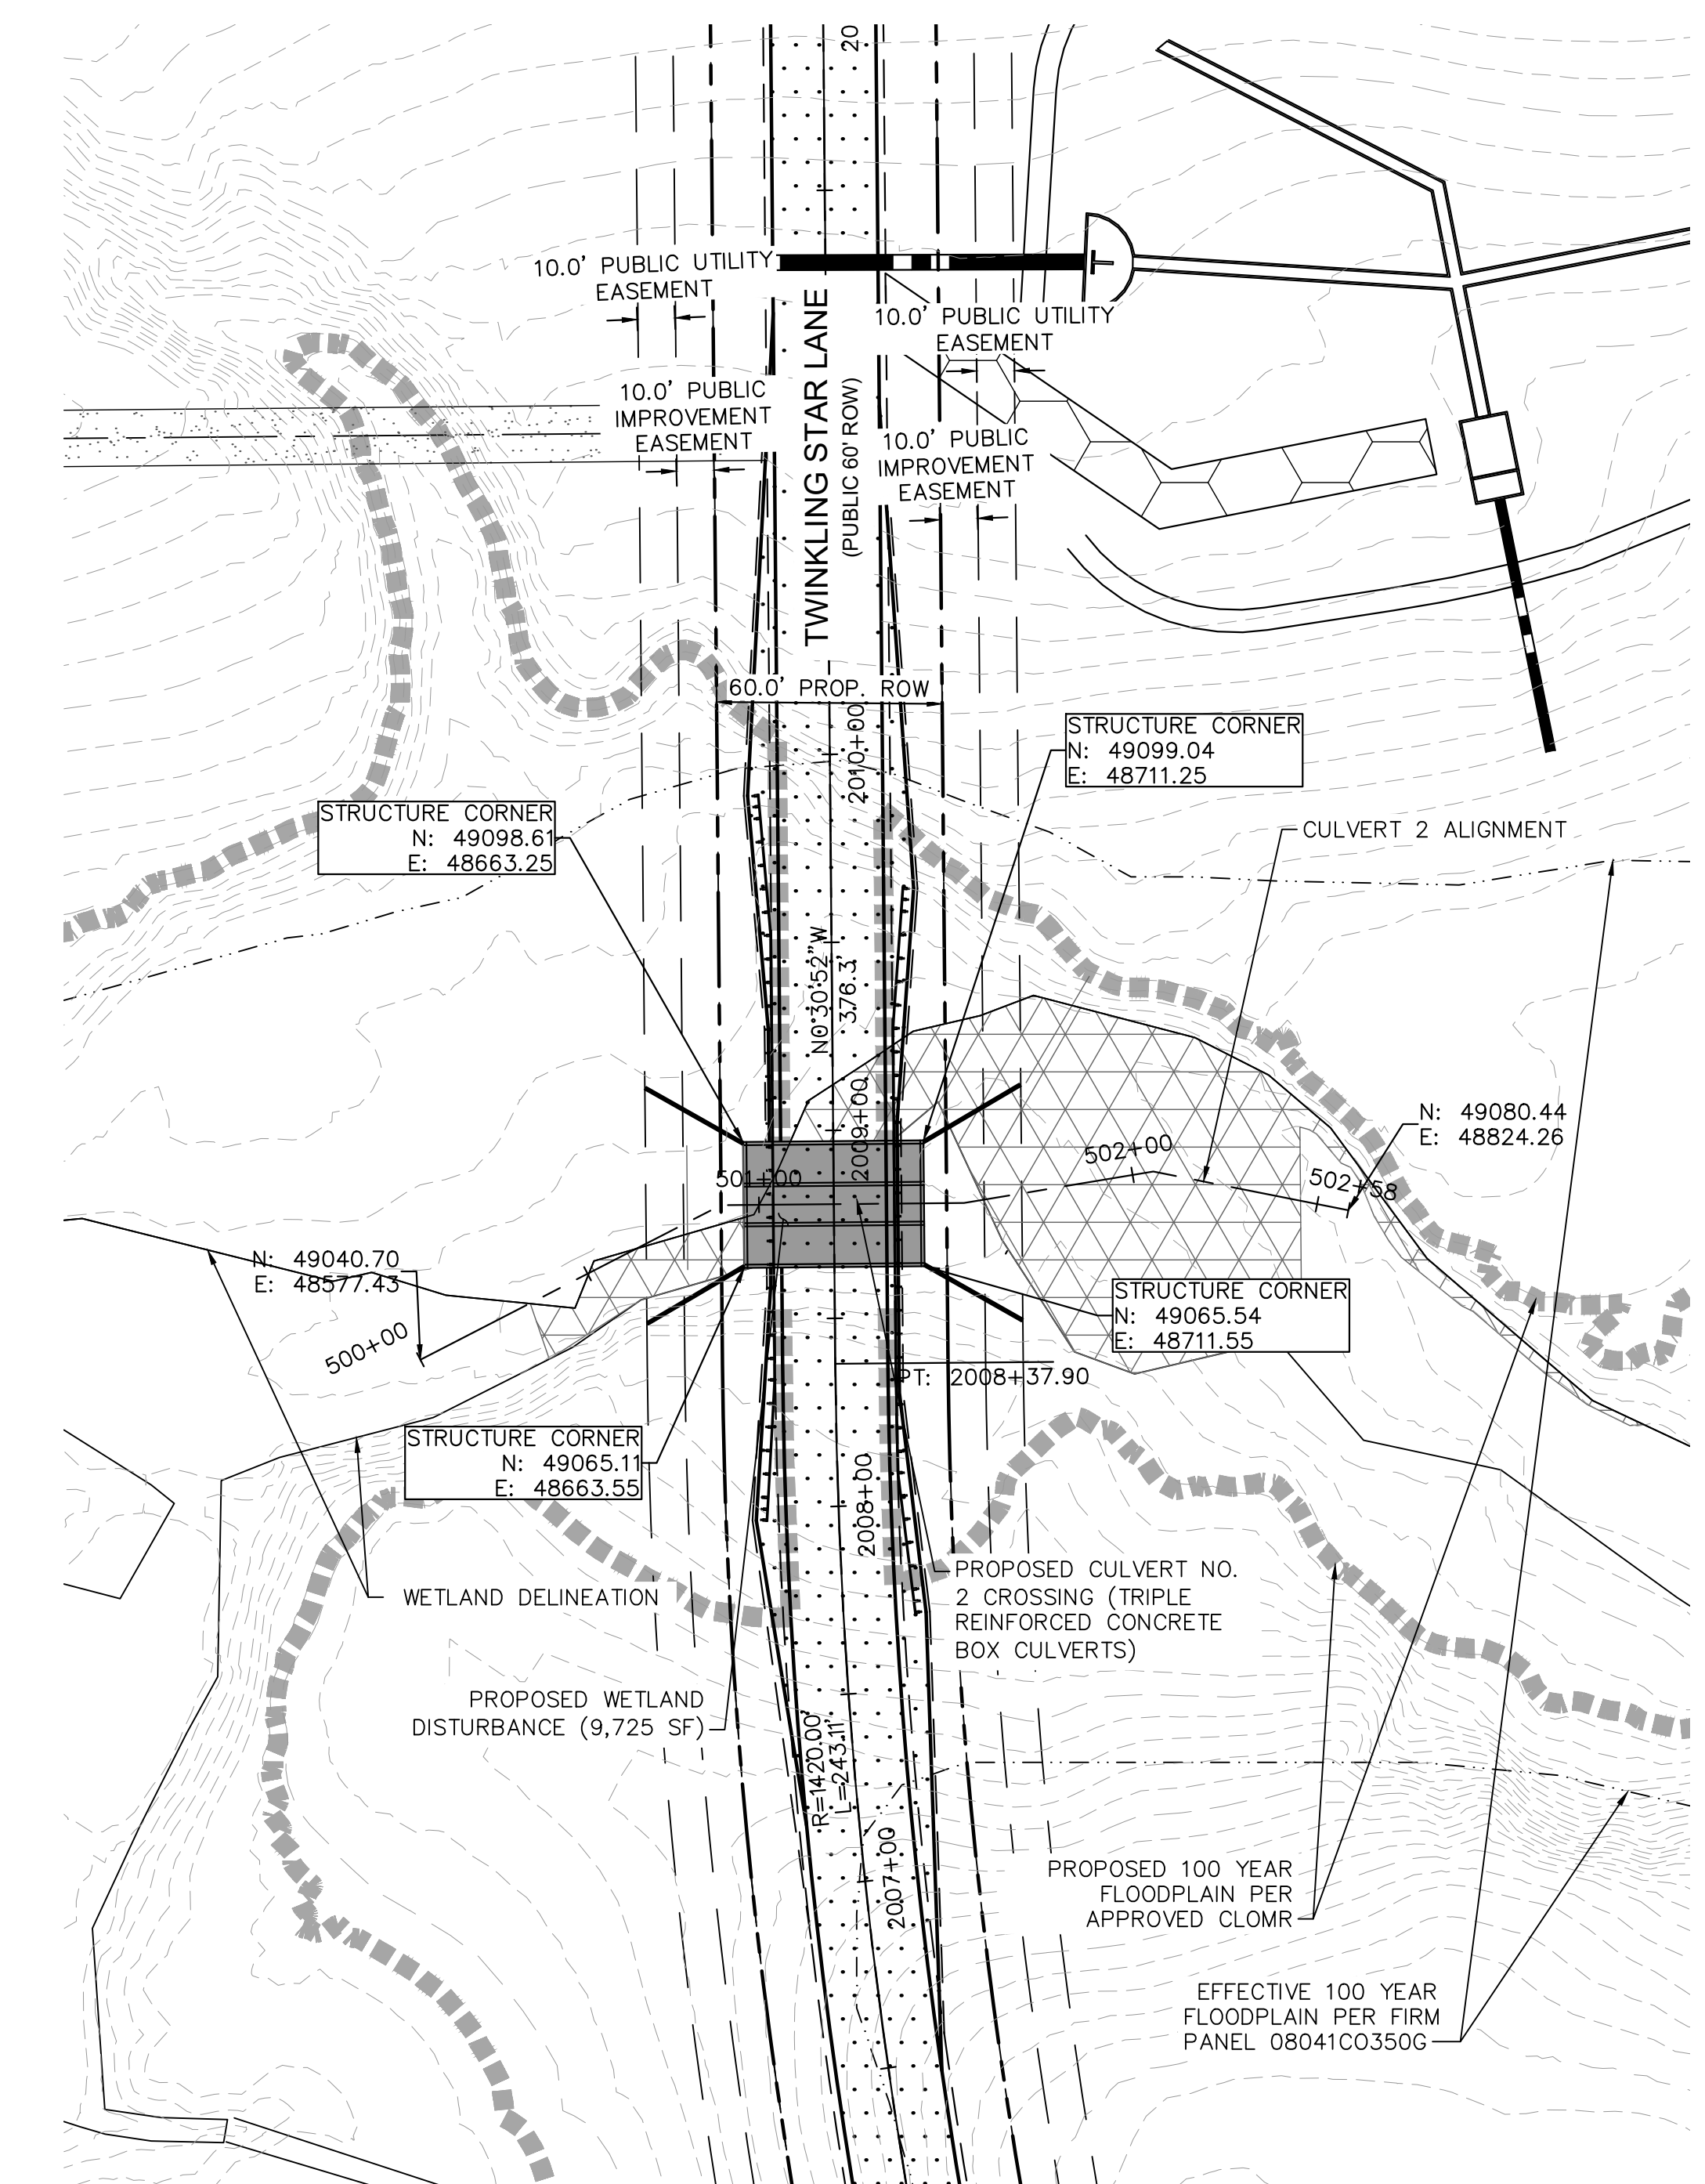 20
10.0' PUBLIC UTILITY
EASEMENT
10.0' PUBLIC UTILITY
EASEMENT
TWINKLING STAR LANE
(PUBLIC 60' ROW)
10.0' PUBLIC
IMPROVEMENT
EASEMENT
10.0' PUBLIC
IMPROVEMENT
EASEMENT
60.0' PROP. ROW
2010+00
STRUCTURE CORNER
N: 49099.04
E: 48711.25
STRUCTURE CORNER
N: 49098.61
E: 48663.25
CULVERT 2 ALIGNMENT
N0°30'52"W
376.3'
2009+00
N: 49080.44
E: 48824.26
502+00
501+00
502+58
N: 49040.70
E: 48577.43
500+00
STRUCTURE CORNER
N: 49065.54
E: 48711.55
PT: 2008+37.90
STRUCTURE CORNER
N: 49065.11
E: 48663.55
2008+00
WETLAND DELINEATION
PROPOSED CULVERT NO.
2 CROSSING (TRIPLE
REINFORCED CONCRETE
BOX CULVERTS)
PROPOSED WETLAND
DISTURBANCE (9,725 SF)
R=1420.00'
L=243.11'
2007+00
PROPOSED 100 YEAR
FLOODPLAIN PER
APPROVED CLOMR
EFFECTIVE 100 YEAR
FLOODPLAIN PER FIRM
PANEL 08041CO350G